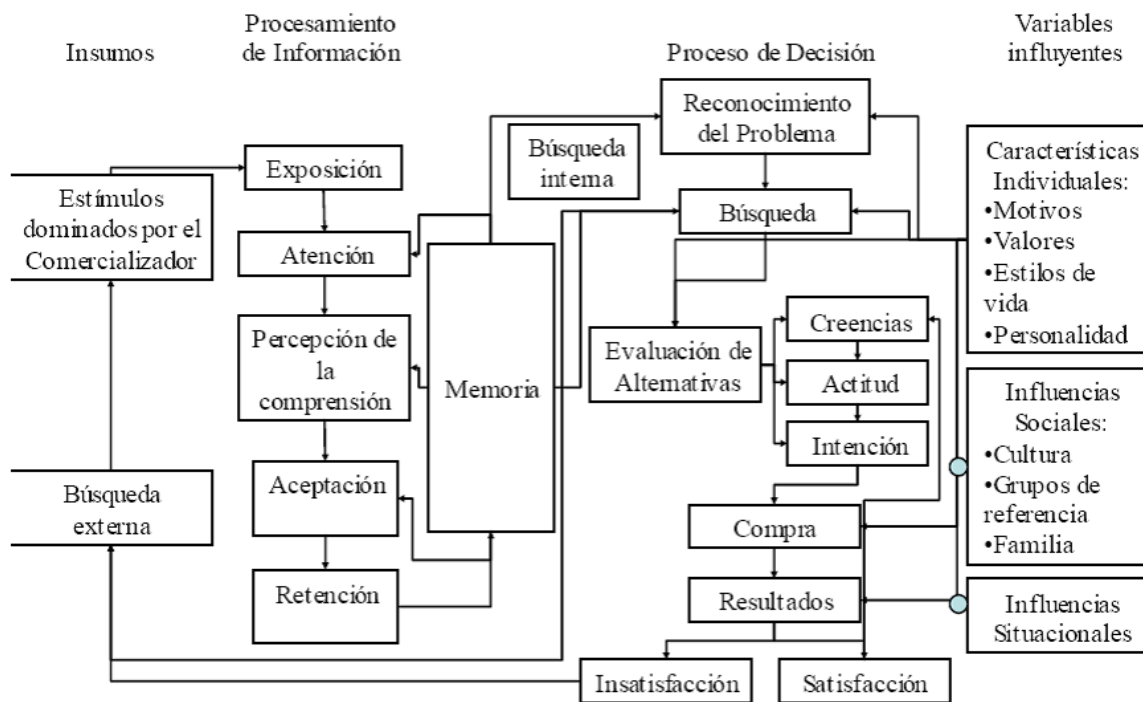 Insumos
Procesamiento
de Información
Proceso de Decisión
Variables
influyentes
Estímulos
dominados por el
Comercializador
Búsqueda
externa
Exposición
Atención
Percepción de
la
comprensión
Aceptación
Retención
Memoria
Búsqueda
interna
Reconocimiento
del Problema
Búsqueda
Evaluación de
Alternativas
Creencias
Actitud
Intención
Compra
Resultados
Insatisfacción
Satisfacción
Características
Individuales:
•Motivos
•Valores
•Estilos de
vida
•Personalidad
Influencias
Sociales:
•Cultura
•Grupos de
referencia
•Familia
Influencias
Situacionales